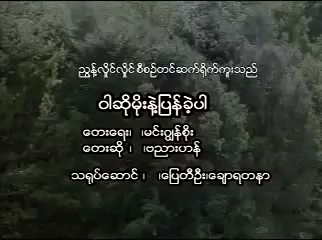 ညွန့်လှိုင်လှိုင် စီစဉ်တင်ဆက်ရိုက်ကူးသည်
ဝါဆိုမိုးနဲ့ပြန်ခဲ့ပါ
တေးရေး၊ ၊မင်းဂျွန်စိုး
တေးဆို ၊ ၊ဗညားဟန်
သရုပ်ဆောင် ၊ ၊ပြေတီဦး၊ချောရတနာ